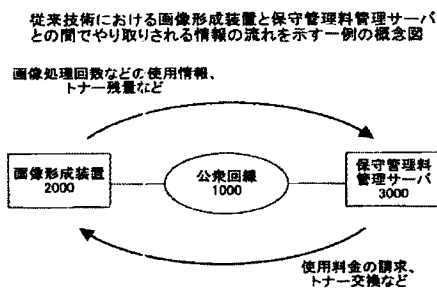 従来技術における画像形成装置と保守管理料管理サーバ
との間でやり取りされる情報の流れを示す一例の概念図
画像処理回数などの使用情報、
トナー残量など
画像形成装置
2000
公衆回線
1000
保守管理料
管理サーバ
3000
使用料金の請求、
トナー交換など